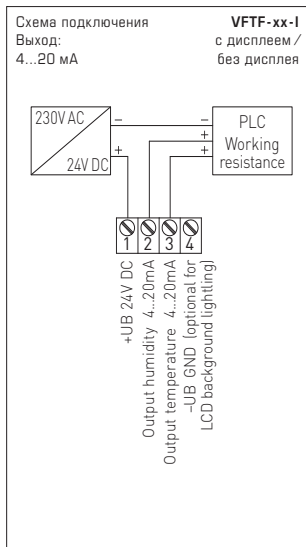 Схема подключения
Выход:
4...20 мА
VFTF-xx-I
с дисплеем /
без дисплея
230V AC
24V DC
−
+
−
+
+
PLC
Working
resistance
1
2
3
4
+UB 24V DC
Output humidity 4...20mA
Output temperature 4...20mA
–UB GND (optional for
LCD background lightling)